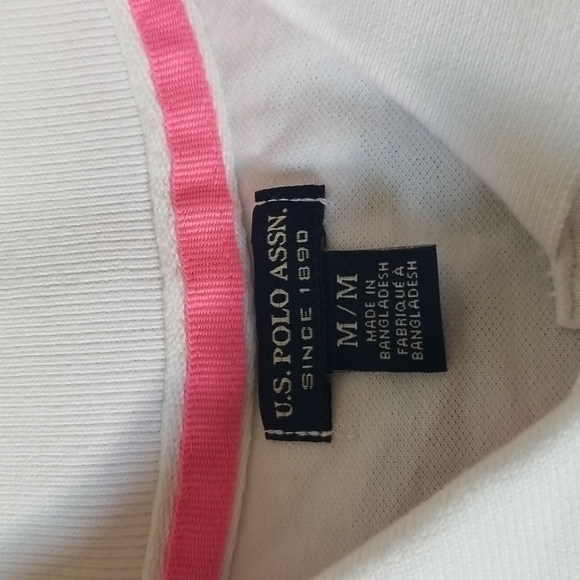 U.S. POLO ASSN.
SINCE 1890
M / M
MADE IN
BANGLADESH
FABRIQUÉ À
BANGLADESH